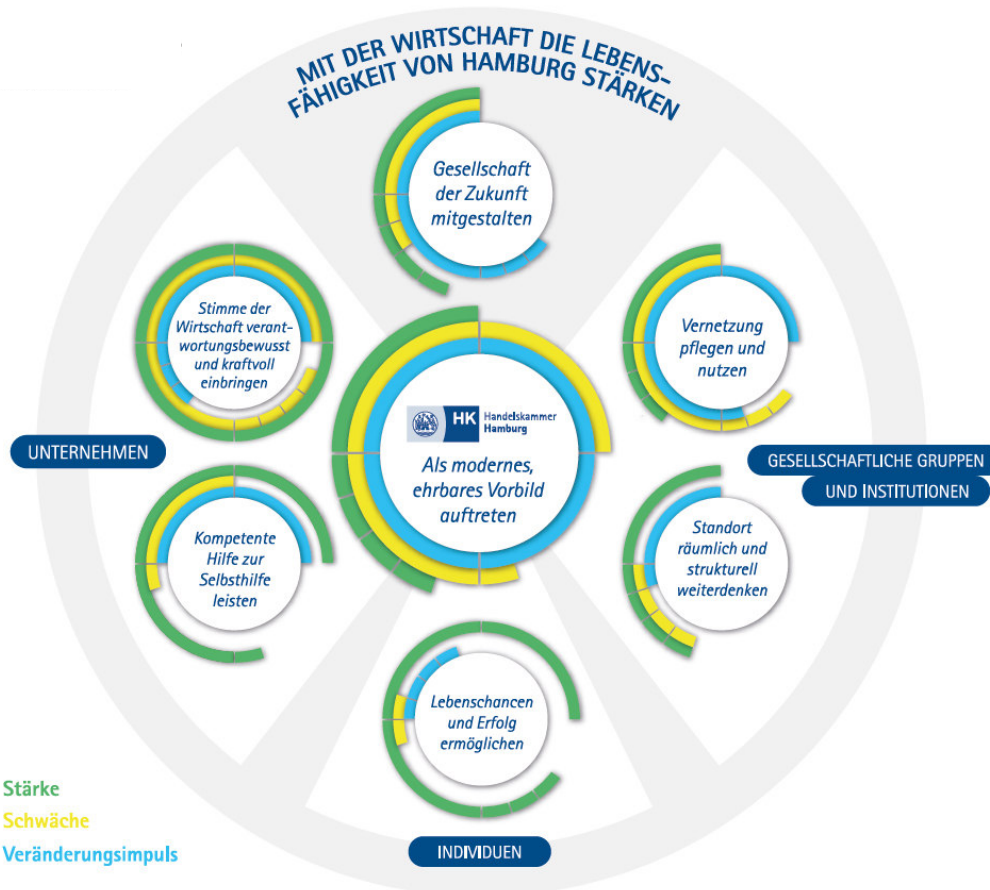 MIT DER WIRTSCHAFT DIE LEBENS-
FÄHIGKEIT VON HAMBURG STÄRKEN
Gesellschaft
der Zukunft
mitgestalten
Stimme der
Wirtschaft verant-
wortungsbewusst
und kraftvoll
einbringen
Vernetzung
pflegen und
nutzen
HK Handelskammer
Hamburg
Als modernes,
ehrbares Vorbild
auftreten
UNTERNEHMEN
GESELLSCHAFTLICHE GRUPPEN
UND INSTITUTIONEN
Kompetente
Hilfe zur
Selbsthilfe
leisten
Standort
räumlich und
strukturell
weiterdenken
Lebenschancen
und Erfolg
ermöglichen
Stärke
Schwäche
Veränderungsimpuls
INDIVIDUEN